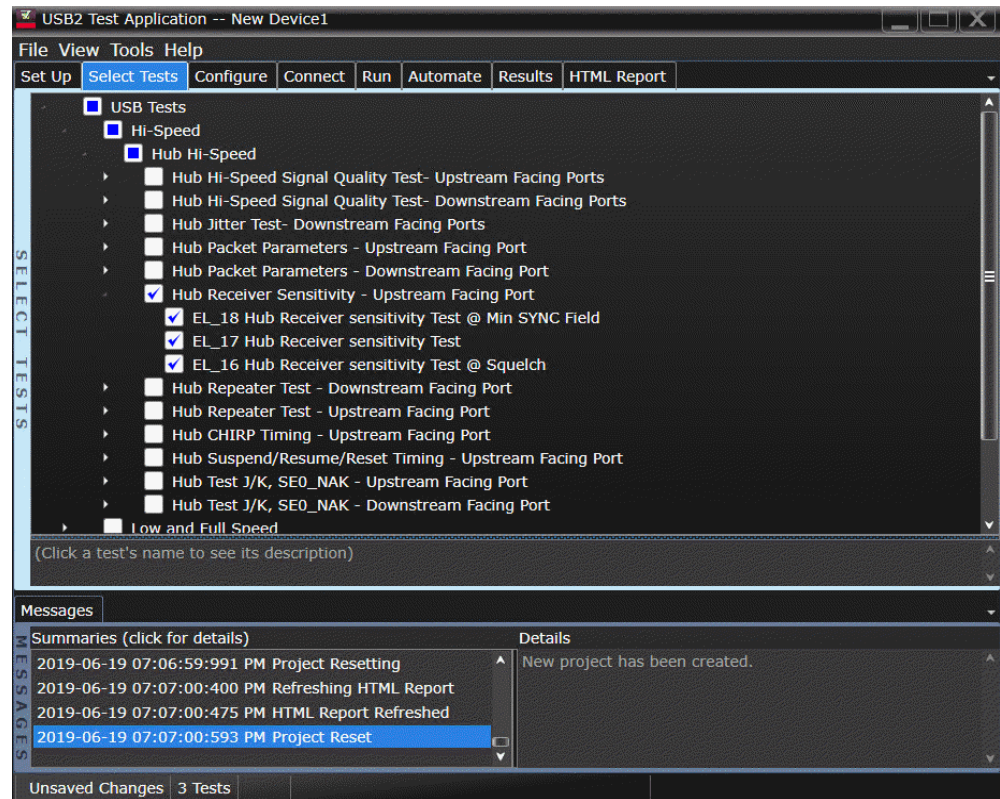 USB2 Test Application -- New Device1
File View Tools Help
Set Up Select Tests Configure Connect Run Automate Results HTML Report
SELECT TESTS
USB Tests
Hi-Speed
Hub Hi-Speed
Hub Hi-Speed Signal Quality Test- Upstream Facing Ports
Hub Hi-Speed Signal Quality Test- Downstream Facing Ports
Hub Jitter Test- Downstream Facing Ports
Hub Packet Parameters - Upstream Facing Port
Hub Packet Parameters - Downstream Facing Port
Hub Receiver Sensitivity - Upstream Facing Port
EL_18 Hub Receiver sensitivity Test @ Min SYNC Field
EL_17 Hub Receiver sensitivity Test
EL_16 Hub Receiver sensitivity Test @ Squelch
Hub Repeater Test - Downstream Facing Port
Hub Repeater Test - Upstream Facing Port
Hub CHIRP Timing - Upstream Facing Port
Hub Suspend/Resume/Reset Timing - Upstream Facing Port
Hub Test J/K, SE0_NAK - Upstream Facing Port
Hub Test J/K, SE0_NAK - Downstream Facing Port
Low and Full Speed
(Click a test's name to see its description)
Messages
MESSAGES
Summaries (click for details) Details
2019-06-19 07:06:59:991 PM Project Resetting New project has been created.
2019-06-19 07:07:00:400 PM Refreshing HTML Report
2019-06-19 07:07:00:475 PM HTML Report Refreshed
2019-06-19 07:07:00:593 PM Project Reset
Unsaved Changes 3 Tests